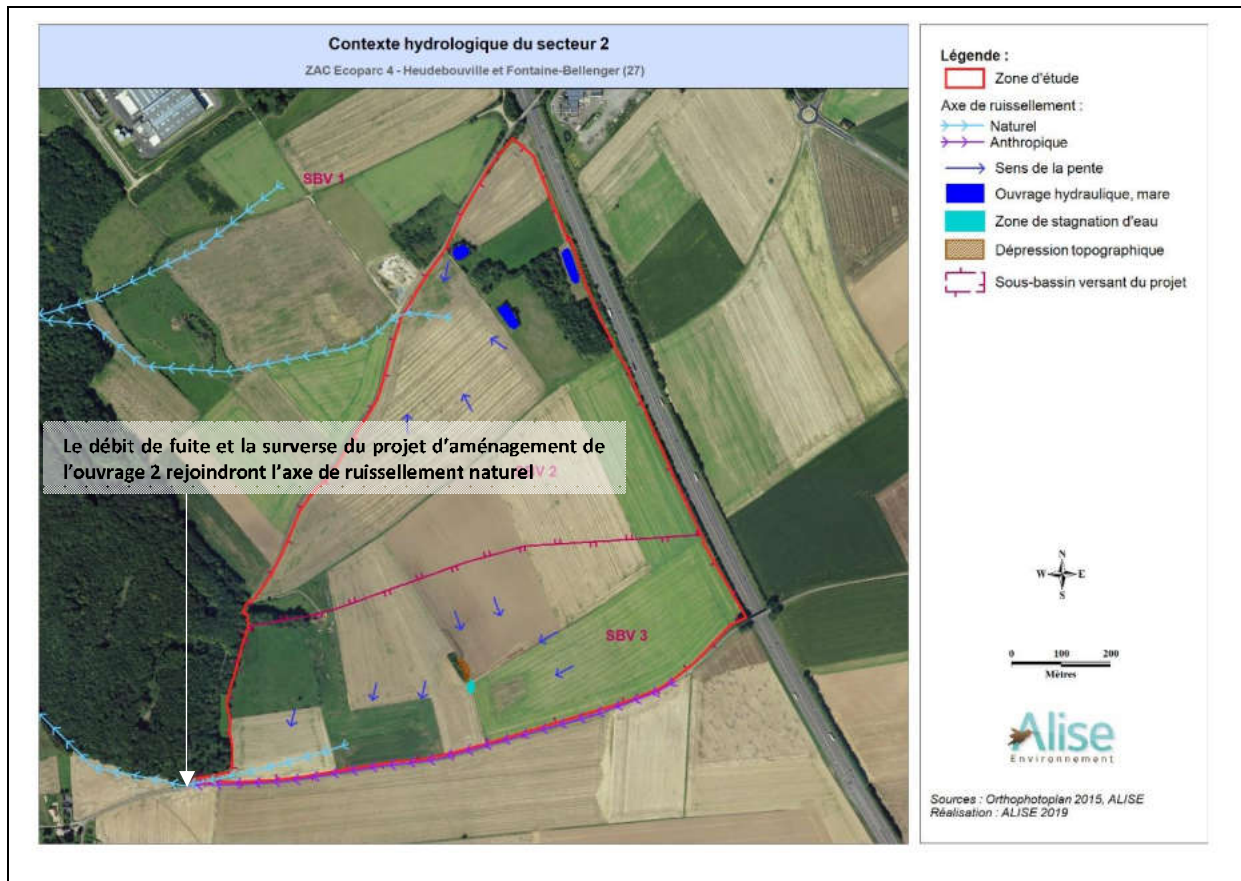 Contexte hydrologique du secteur 2
ZAC Ecoparc 4 - Heudebouville et Fontaine-Bellenger (27)
SBV 1
Le débit de fuite et la surverse du projet d'aménagement de
l'ouvrage 2 rejoindront l'axe de ruissellement naturel
SBV 2
SBV 3
Légende :
Zone d'étude
Axe de ruissellement :
Naturel
Anthropique
Sens de la pente
Ouvrage hydraulique, mare
Zone de stagnation d'eau
Dépression topographique
Sous-bassin versant du projet
N
W E
S
0 100 200
Mètres
Alise
Environnement
Sources : Orthophotoplan 2015, ALISE
Réalisation : ALISE 2019